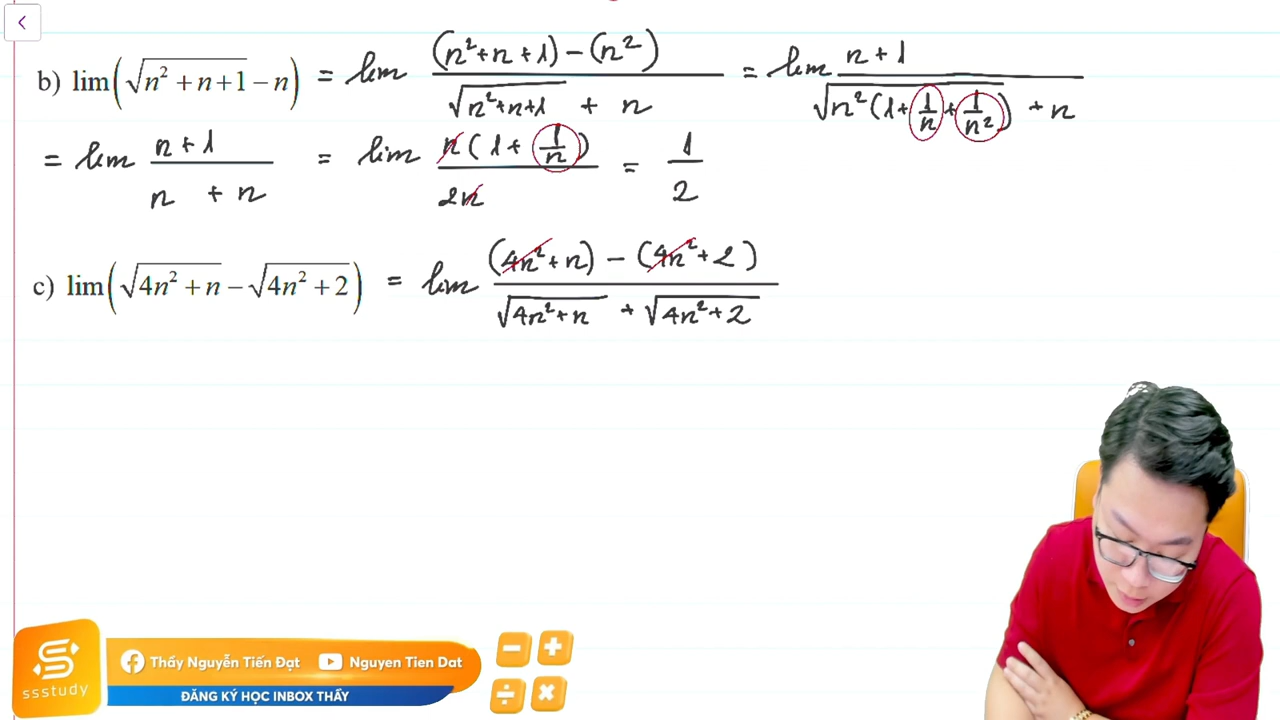 b) lim(√(n² + n + 1) − n) = lim ((n² + n + 1) − (n²)) / (√(n² + n + 1) + n) = lim (n + 1) / (√(n²(1 + 1/n + 1/n²)) + n)
= lim (n + 1) / (n + n) = lim (n(1 + 1/n)) / (2n) = 1/2
c) lim(√(4n² + n) − √(4n² + 2)) = lim ((4n² + n) − (4n² + 2)) / (√(4n² + n) + √(4n² + 2))
ssstudy
Thầy Nguyễn Tiến Đạt
Nguyen Tien Dat
ĐĂNG KÝ HỌC INBOX THẦY